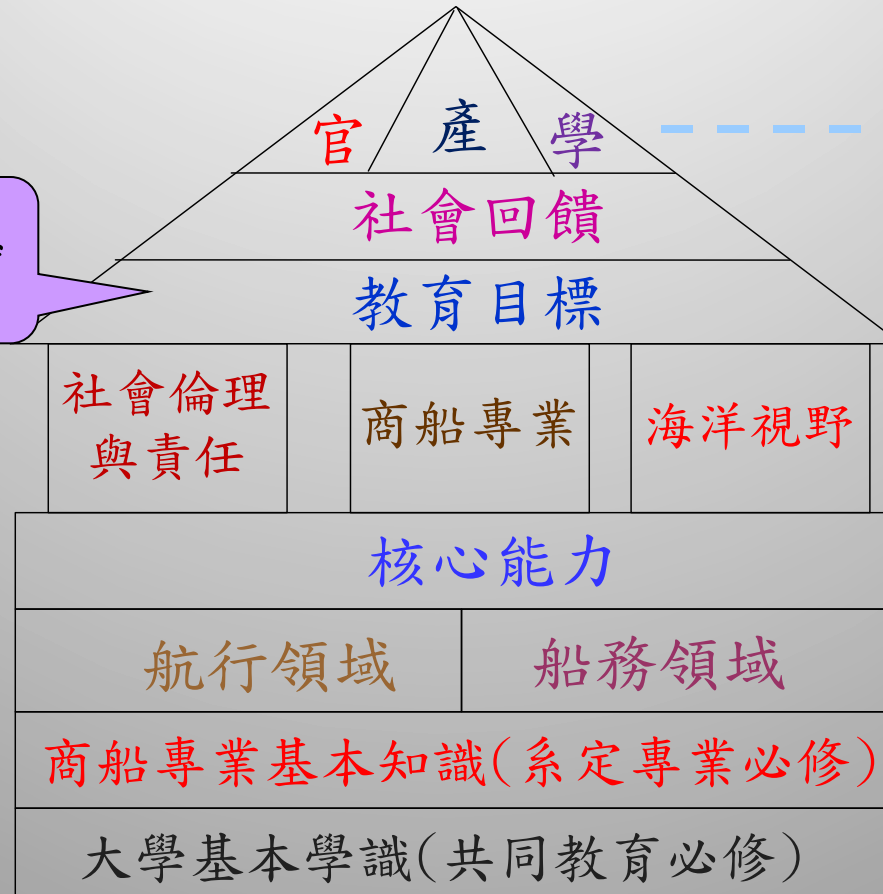 官 產 學
社會回饋
教育目標
社會倫理
與責任
商船專業
海洋視野
核心能力
航行領域 船務領域
商船專業基本知識(系定專業必修)
大學基本學識(共同教育必修)